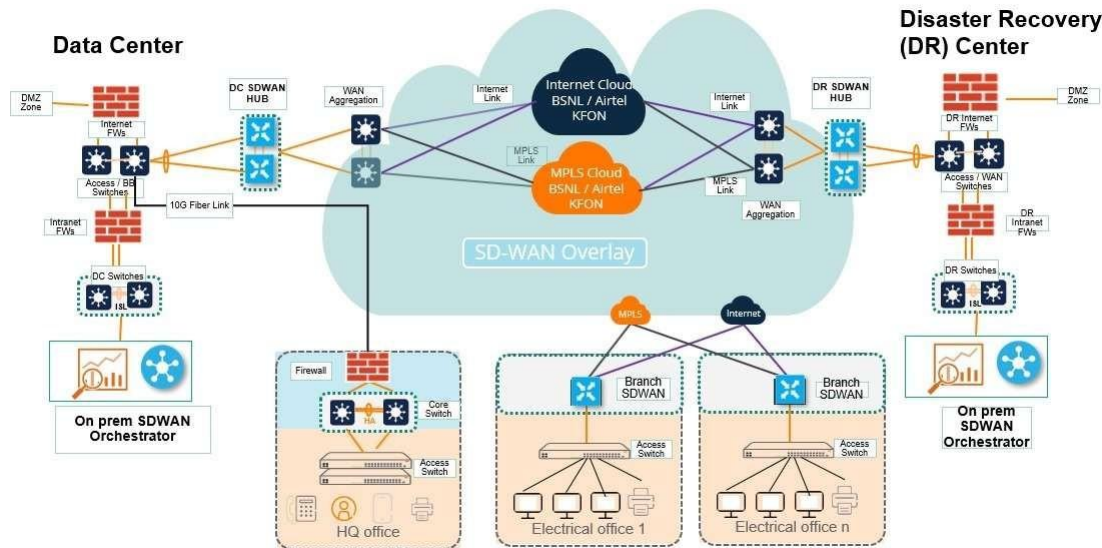 Data Center
Disaster Recovery
(DR) Center
DMZ
Zone
Internet
FWs
DC SDWAN
HUB
WAN
Aggregation
Internet
Link
Internet Cloud
BSNL / Airtel
KFON
Internet
Link
DR SDWAN
HUB
DMZ
Zone
DR Internet
FWs
Access / BB
Switches
MPLS
Link
MPLS Cloud
BSNL / Airtel
KFON
MPLS
Link
WAN
Aggregation
Access / WAN
Switches
10G Fiber Link
Intranet
FWs
DR
Intranet
FWs
SD-WAN Overlay
DC Switches
ISL
DR Switches
ISL
MPLS
Internet
On prem SDWAN
Orchestrator
Firewall
Core
Switch
HA
Access
Switch
HQ office
Branch
SDWAN
Access
Switch
Electrical office 1
Branch
SDWAN
Access
Switch
Electrical office n
On prem
SDWAN
Orchestrator